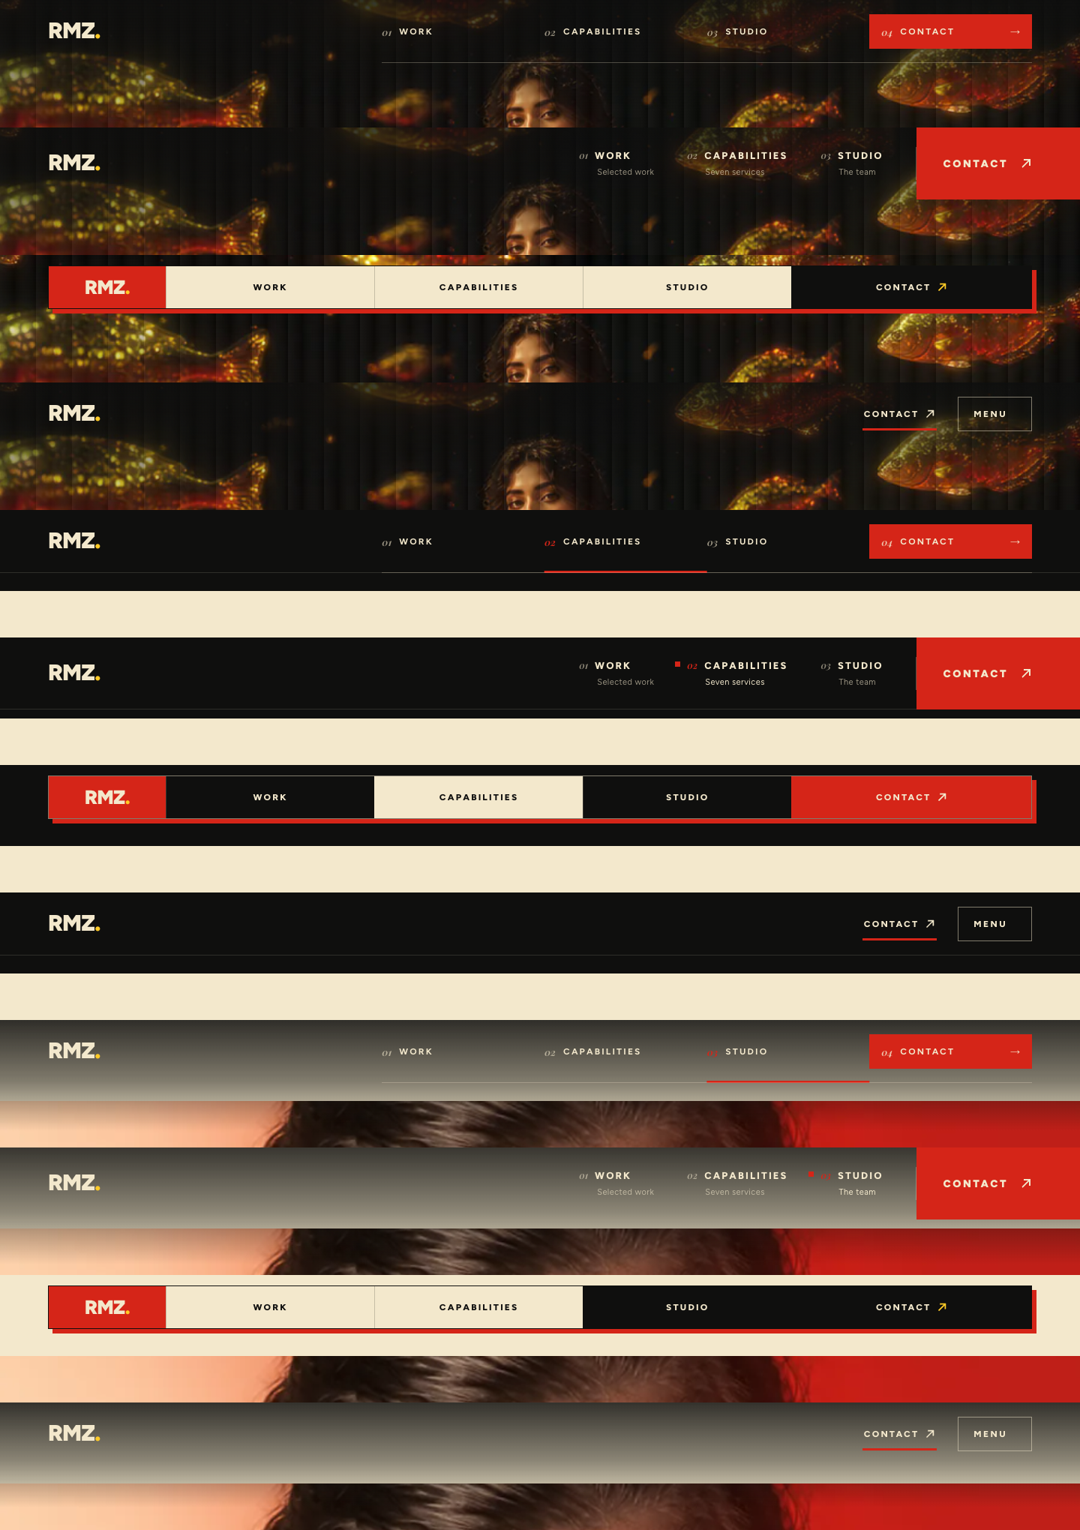 RMZ. 01 WORK 02 CAPABILITIES 03 STUDIO 04 CONTACT →
RMZ. 01 WORK 02 CAPABILITIES 03 STUDIO CONTACT ↗
Selected work Seven services The team
RMZ. WORK CAPABILITIES STUDIO CONTACT ↗
RMZ. CONTACT ↗ MENU
RMZ. 01 WORK 02 CAPABILITIES 03 STUDIO 04 CONTACT →
RMZ. 01 WORK 02 CAPABILITIES 03 STUDIO CONTACT ↗
Selected work Seven services The team
RMZ. WORK CAPABILITIES STUDIO CONTACT ↗
RMZ. CONTACT ↗ MENU
RMZ. 01 WORK 02 CAPABILITIES STUDIO 04 CONTACT →
RMZ. 01 WORK 02 CAPABILITIES STUDIO CONTACT ↗
Selected work Seven services The team
RMZ. WORK CAPABILITIES STUDIO CONTACT ↗
RMZ. CONTACT ↗ MENU